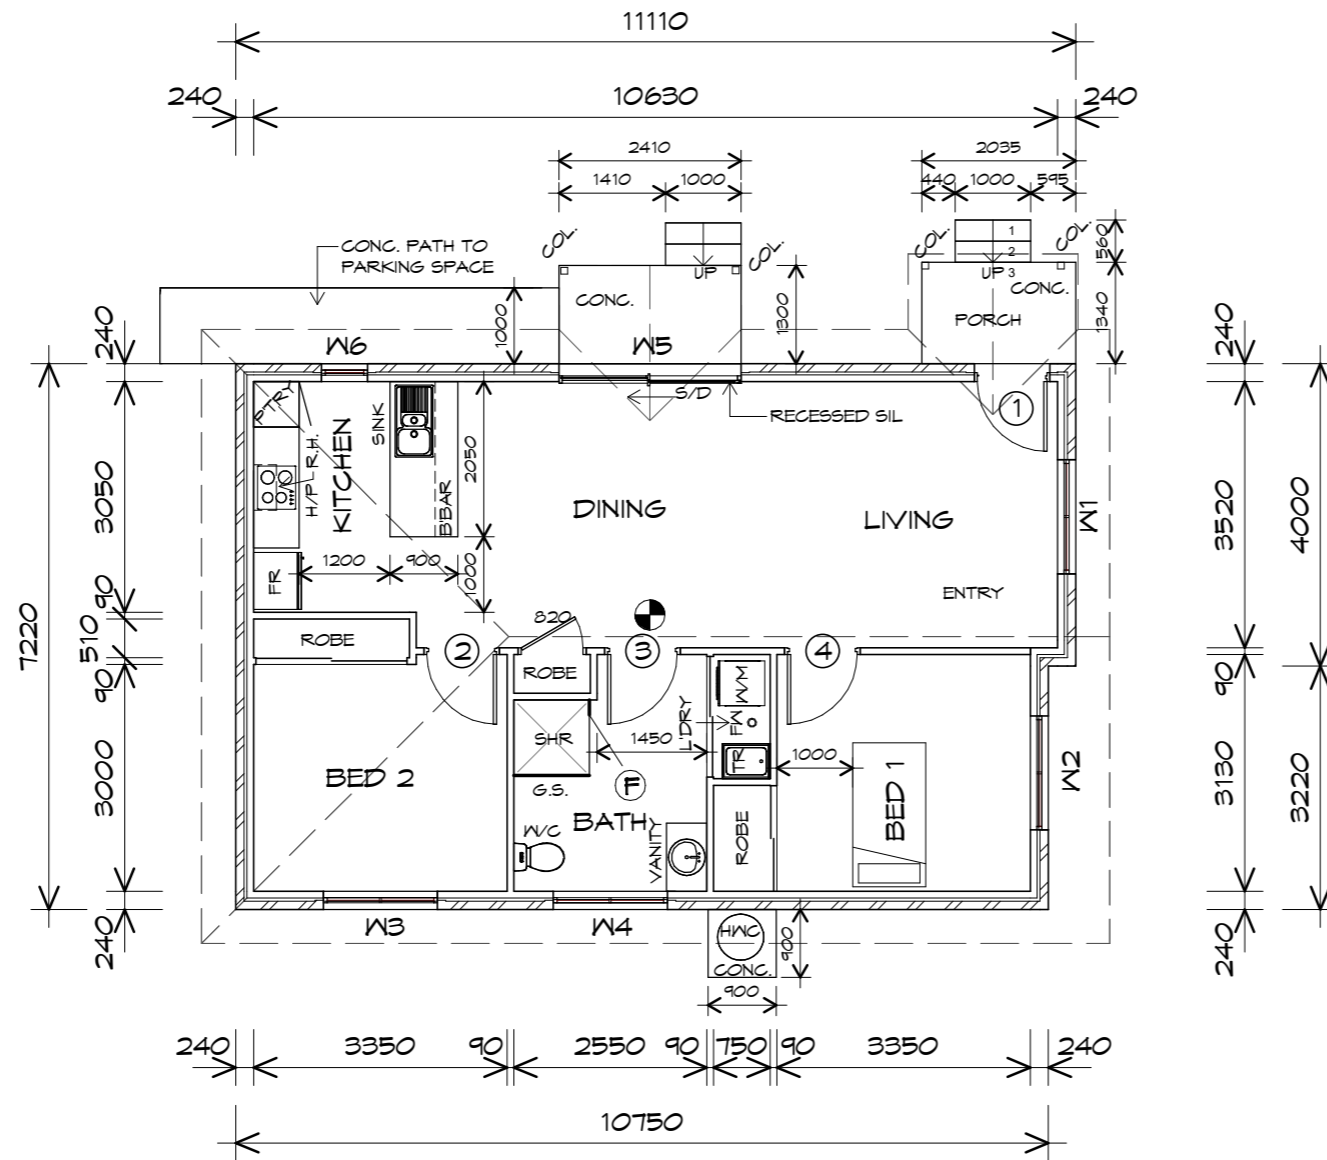 11110
240 10630 240
2410
2035
1410 1000
440 1000 595
COL. COL. COL. COL.
CONC. PATH TO
PARKING SPACE
1
2
UP 3
UP
560
CONC.
CONC.
PORCH
1000
1300
1340
240
240
W6 W5
S/D
RECESSED SIL
1
PTRY
SINK
H/PL R.H.
KITCHEN
2050
B'BAR
DINING
LIVING
W1
3050
3520
4000
7220
FR
1200 900
1000
ENTRY
90
820
510
ROBE
2
3
4
ROBE
90
90
W/M
L'DRY
FW
TR
SHR
1450
1000
G.S.
F
3000
BED 2
BATH
BED 1
W2
3130
3220
W/C
VANITY
ROBE
240
240
W3 W4
HWC
CONC.
900
900
240 3350 90 2550 90 750 90 3350 240
10750